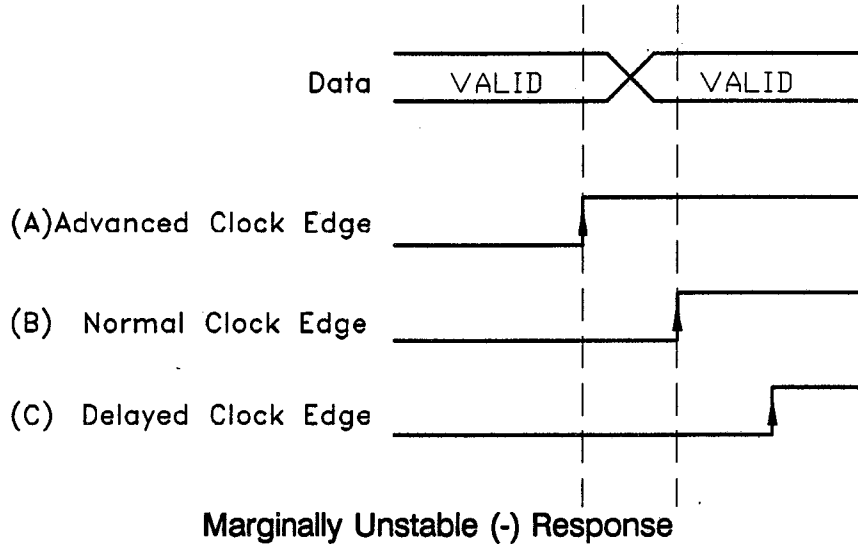 Data VALID VALID
(A)Advanced Clock Edge
(B) Normal Clock Edge
(C) Delayed Clock Edge
Marginally Unstable (-) Response